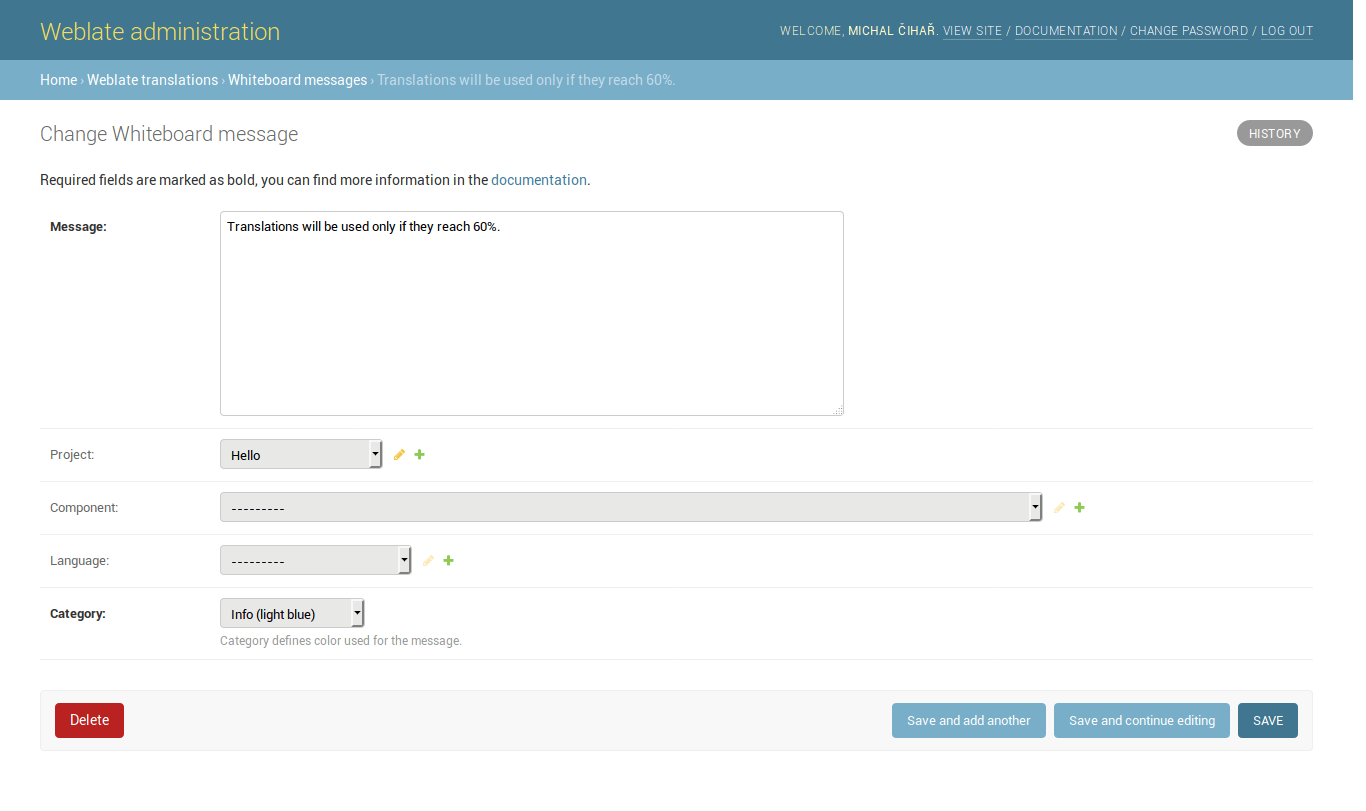 Weblate administration
WELCOME, MICHAL ČIHAŘ. VIEW SITE / DOCUMENTATION / CHANGE PASSWORD / LOG OUT
Home › Weblate translations › Whiteboard messages › Translations will be used only if they reach 60%.
Change Whiteboard message
HISTORY
Required fields are marked as bold, you can find more information in the documentation.
Message:
Translations will be used only if they reach 60%.
Project:
Hello
Component:
---------
Language:
---------
Category:
Info (light blue)
Category defines color used for the message.
Delete
Save and add another
Save and continue editing
SAVE